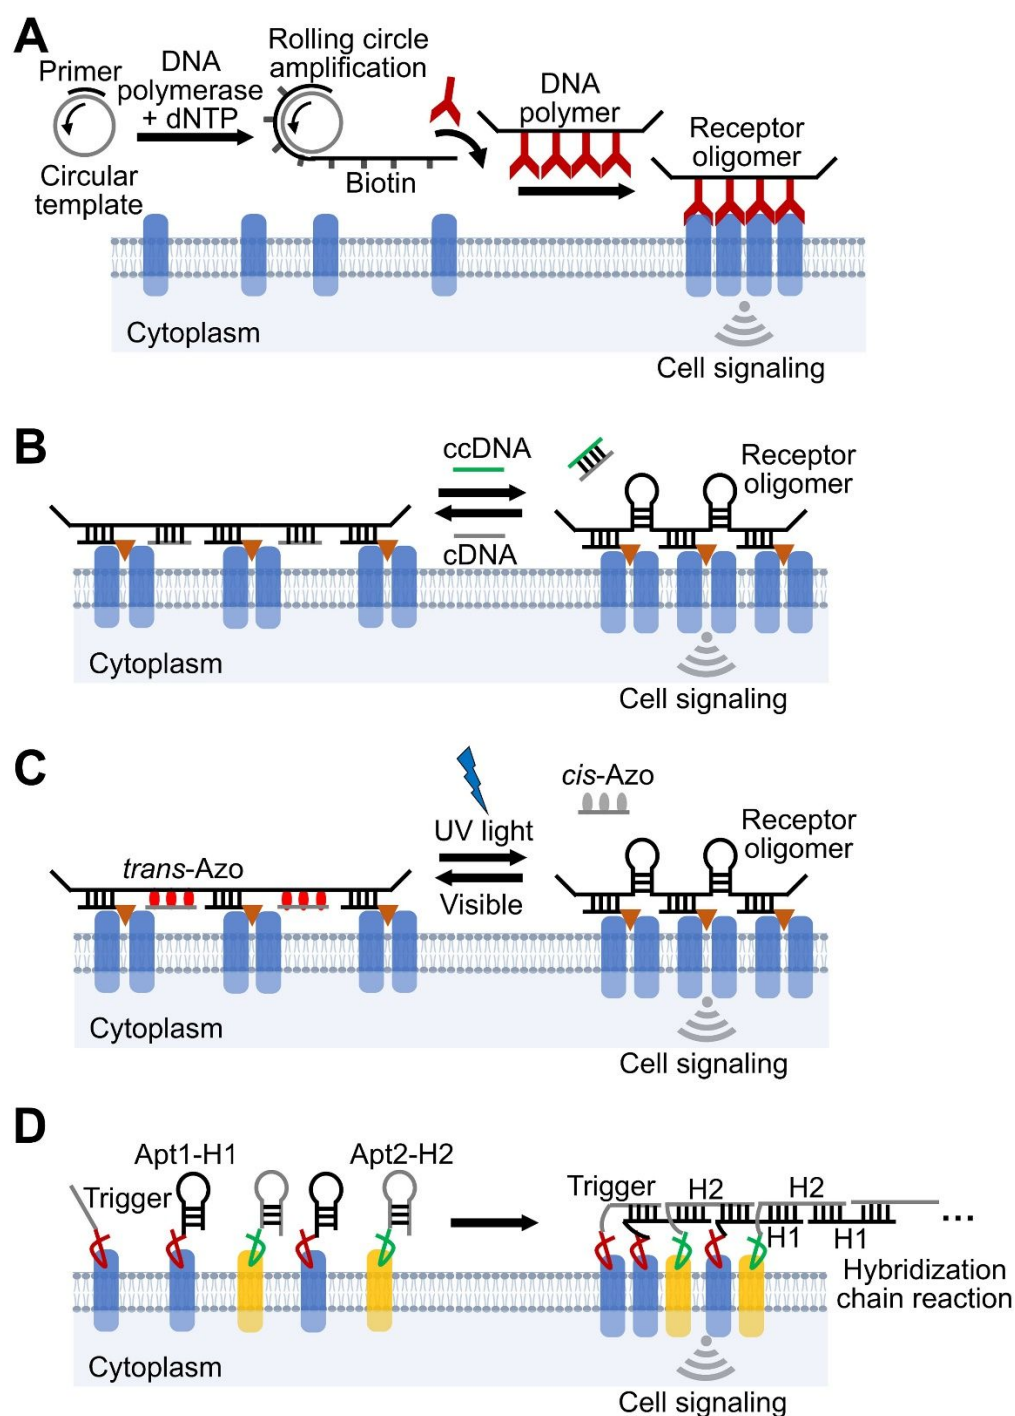 A
Primer
DNA
polymerase
+ dNTP
Rolling circle
amplification
Circular
template
Biotin
DNA
polymer
Receptor
oligomer
Cytoplasm
Cell signaling
B
ccDNA
cDNA
Receptor
oligomer
Cytoplasm
Cell signaling
C
trans-Azo
UV light
Visible
cis-Azo
Receptor
oligomer
Cytoplasm
Cell signaling
D
Trigger
Apt1-H1
Apt2-H2
Trigger
H2
H2
H1
H1
...
Hybridization
chain reaction
Cytoplasm
Cell signaling